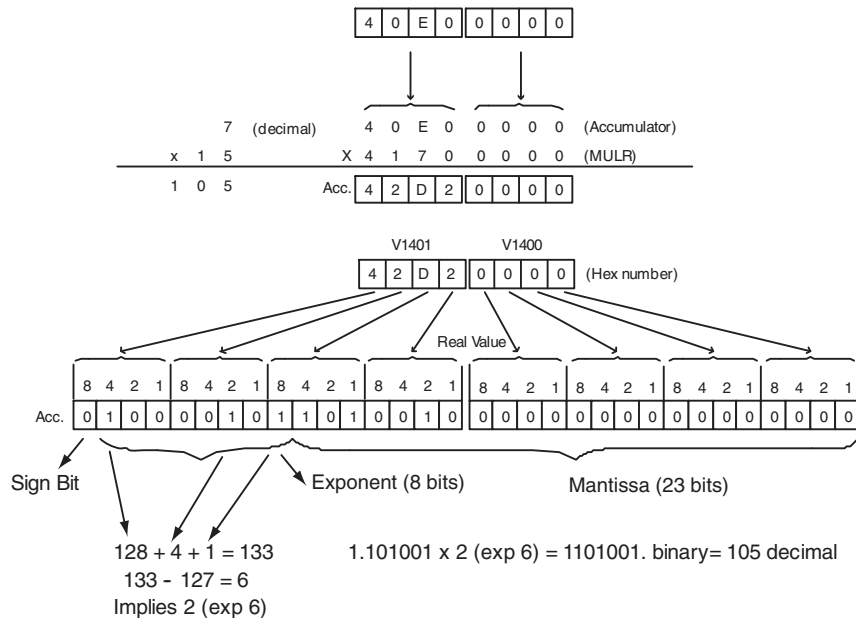 4 0 E 0 0 0 0 0
7 (decimal) 4 0 E 0 0 0 0 0 (Accumulator)
x 1 5 X 4 1 7 0 0 0 0 0 (MULR)
1 0 5 Acc. 4 2 D 2 0 0 0 0
V1401 V1400
4 2 D 2 0 0 0 0 (Hex number)
Real Value
8 4 2 1 8 4 2 1 8 4 2 1 8 4 2 1 8 4 2 1 8 4 2 1 8 4 2 1 8 4 2 1
Acc. 0 1 0 0 0 0 1 0 1 1 0 1 0 0 1 0 0 0 0 0 0 0 0 0 0 0 0 0 0 0 0 0
Sign Bit Exponent (8 bits) Mantissa (23 bits)
128 + 4 + 1 = 133 1.101001 x 2 (exp 6) = 1101001. binary= 105 decimal
133 - 127 = 6
Implies 2 (exp 6)